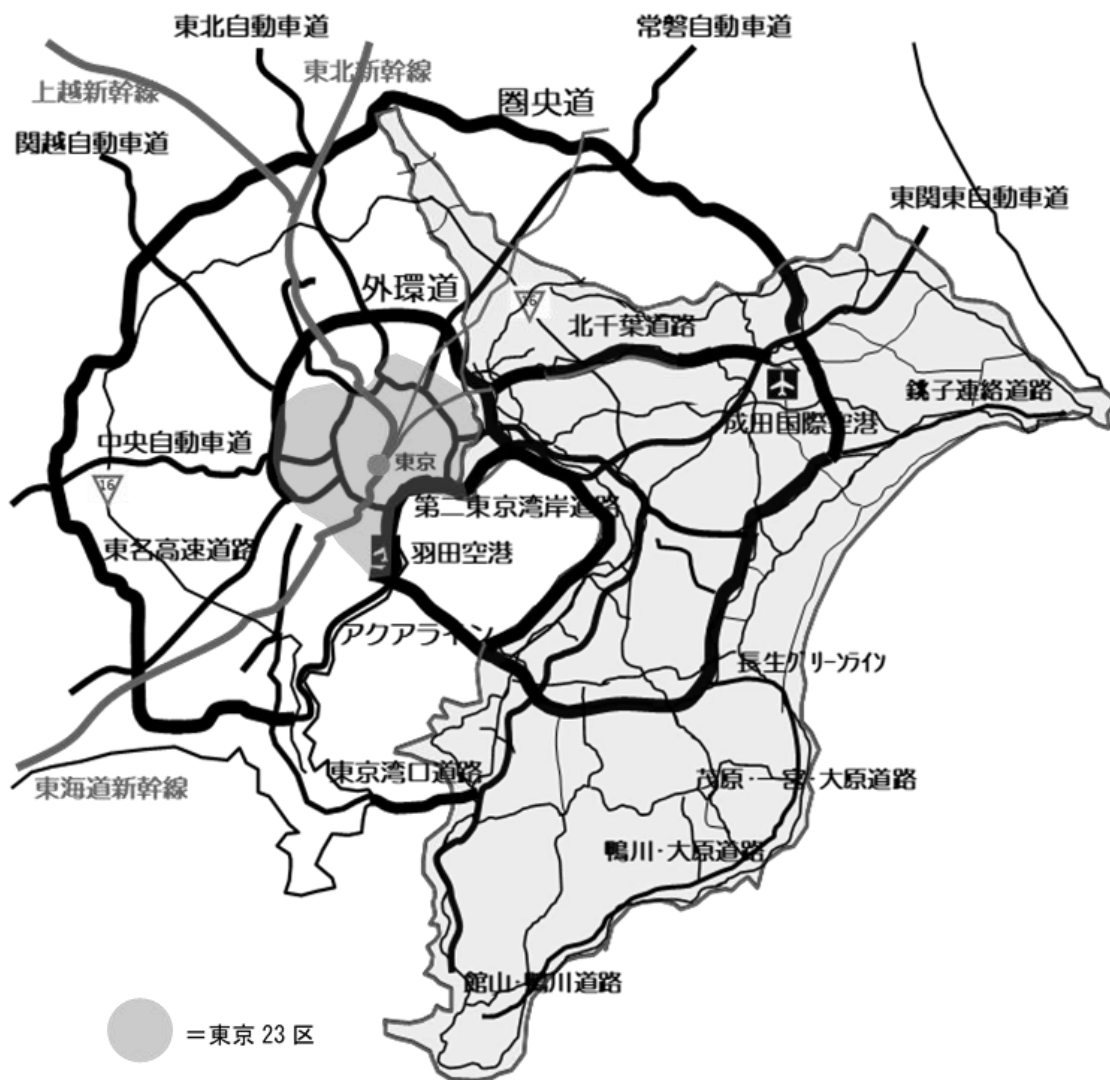 東北自動車道
常磐自動車道
東北新幹線
上越新幹線
圏央道
関越自動車道
東関東自動車道
外環道
16
北千葉道路
銚子連絡道路
成田国際空港
中央自動車道
東京
16
第二東京湾岸道路
東名高速道路
羽田空港
アクアライン
長生グリーンライン
東京湾口道路
東海道新幹線
茂原・一宮・大原道路
鴨川・大原道路
館山・鴨川道路
＝東京 23 区